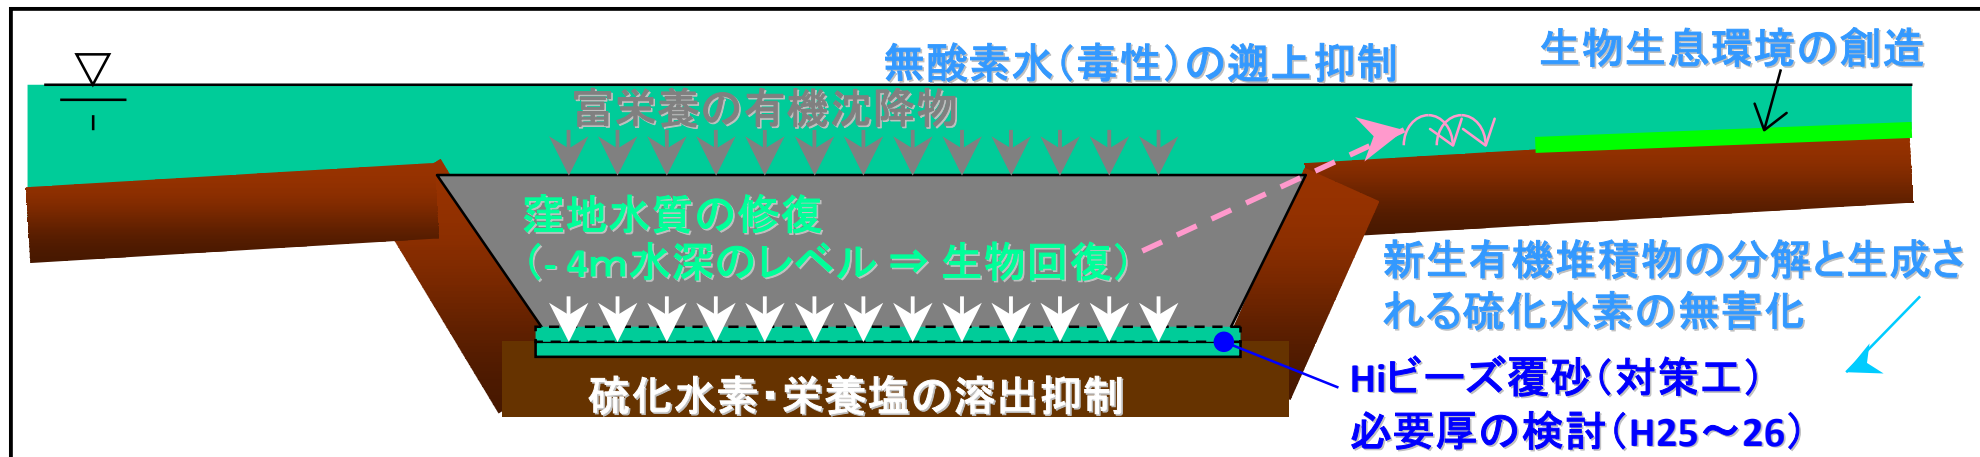 無酸素水（毒性）の遡上抑制
生物生息環境の創造
富栄養の有機沈降物
窪地水質の修復
（- 4m水深のレベル ⇒ 生物回復）
新生有機堆積物の分解と生成さ
れる硫化水素の無害化
硫化水素・栄養塩の溶出抑制
Hiビーズ覆砂（対策工）
必要厚の検討（H25～26）